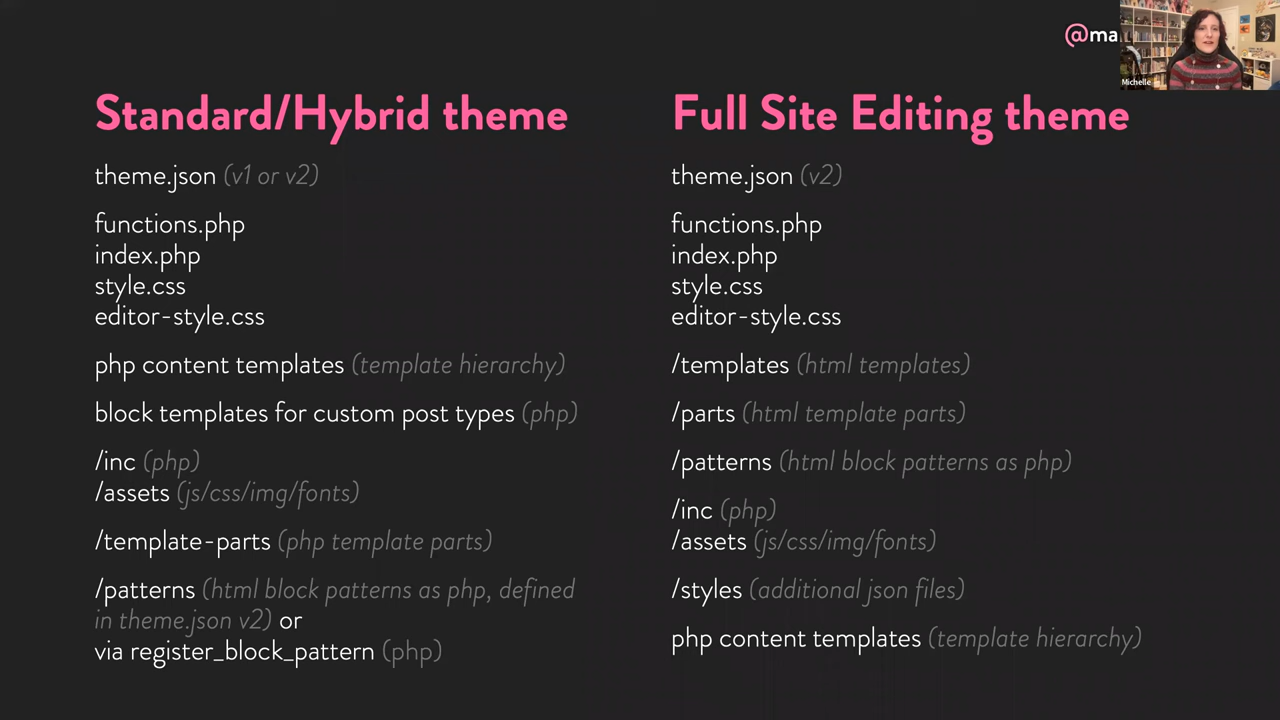 @ma
Michelle
Standard/Hybrid theme
theme.json (v1 or v2)
functions.php
index.php
style.css
editor-style.css
php content templates (template hierarchy)
block templates for custom post types (php)
/inc (php)
/assets (js/css/img/fonts)
/template-parts (php template parts)
/patterns (html block patterns as php, defined
in theme.json v2) or
via register_block_pattern (php)
Full Site Editing theme
theme.json (v2)
functions.php
index.php
style.css
editor-style.css
/templates (html templates)
/parts (html template parts)
/patterns (html block patterns as php)
/inc (php)
/assets (js/css/img/fonts)
/styles (additional json files)
php content templates (template hierarchy)